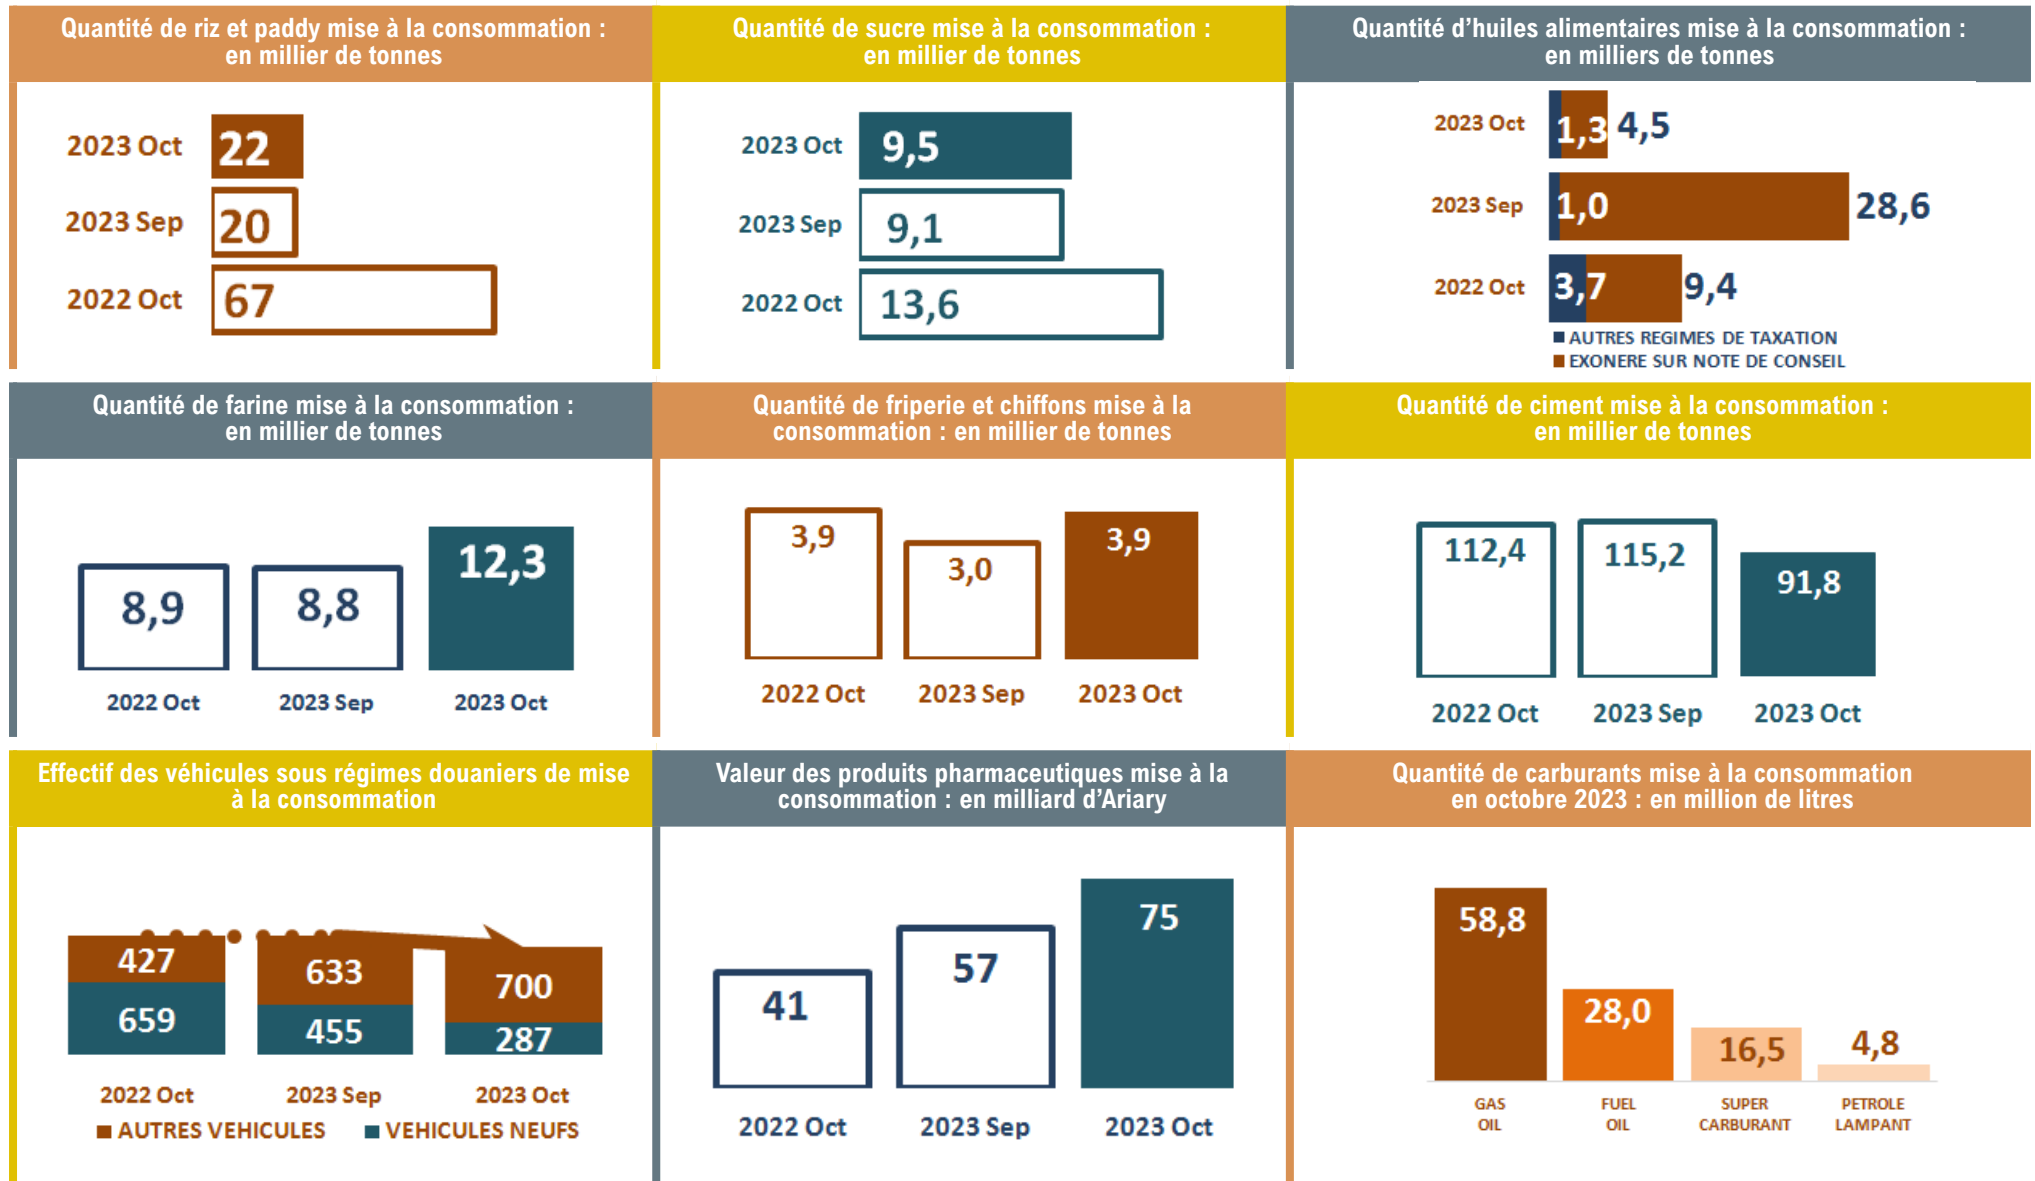 Quantité de riz et paddy mise à la consommation :
en millier de tonnes
2023 Oct
22
2023 Sep
20
2022 Oct
67
Quantité de sucre mise à la consommation :
en millier de tonnes
2023 Oct
9,5
2023 Sep
9,1
2022 Oct
13,6
Quantité d’huiles alimentaires mise à la consommation :
en milliers de tonnes
2023 Oct
1,3 4,5
2023 Sep
1,0 28,6
2022 Oct
3,7 9,4
AUTRES REGIMES DE TAXATION
EXONERE SUR NOTE DE CONSEIL
Quantité de farine mise à la consommation :
en millier de tonnes
8,9 8,8 12,3
2022 Oct 2023 Sep 2023 Oct
Quantité de friperie et chiffons mise à la
consommation : en millier de tonnes
3,9 3,0 3,9
2022 Oct 2023 Sep 2023 Oct
Quantité de ciment mise à la consommation :
en millier de tonnes
112,4 115,2 91,8
2022 Oct 2023 Sep 2023 Oct
Effectif des véhicules sous régimes douaniers de mise
à la consommation
427 633 700
659 455 287
2022 Oct 2023 Sep 2023 Oct
AUTRES VEHICULES VEHICULES NEUFS
Valeur des produits pharmaceutiques mise à la
consommation : en milliard d’Ariary
41 57 75
2022 Oct 2023 Sep 2023 Oct
Quantité de carburants mise à la consommation
en octobre 2023 : en million de litres
58,8 28,0 16,5 4,8
GAS FUEL SUPER PETROLE
OIL OIL CARBURANT LAMPANT